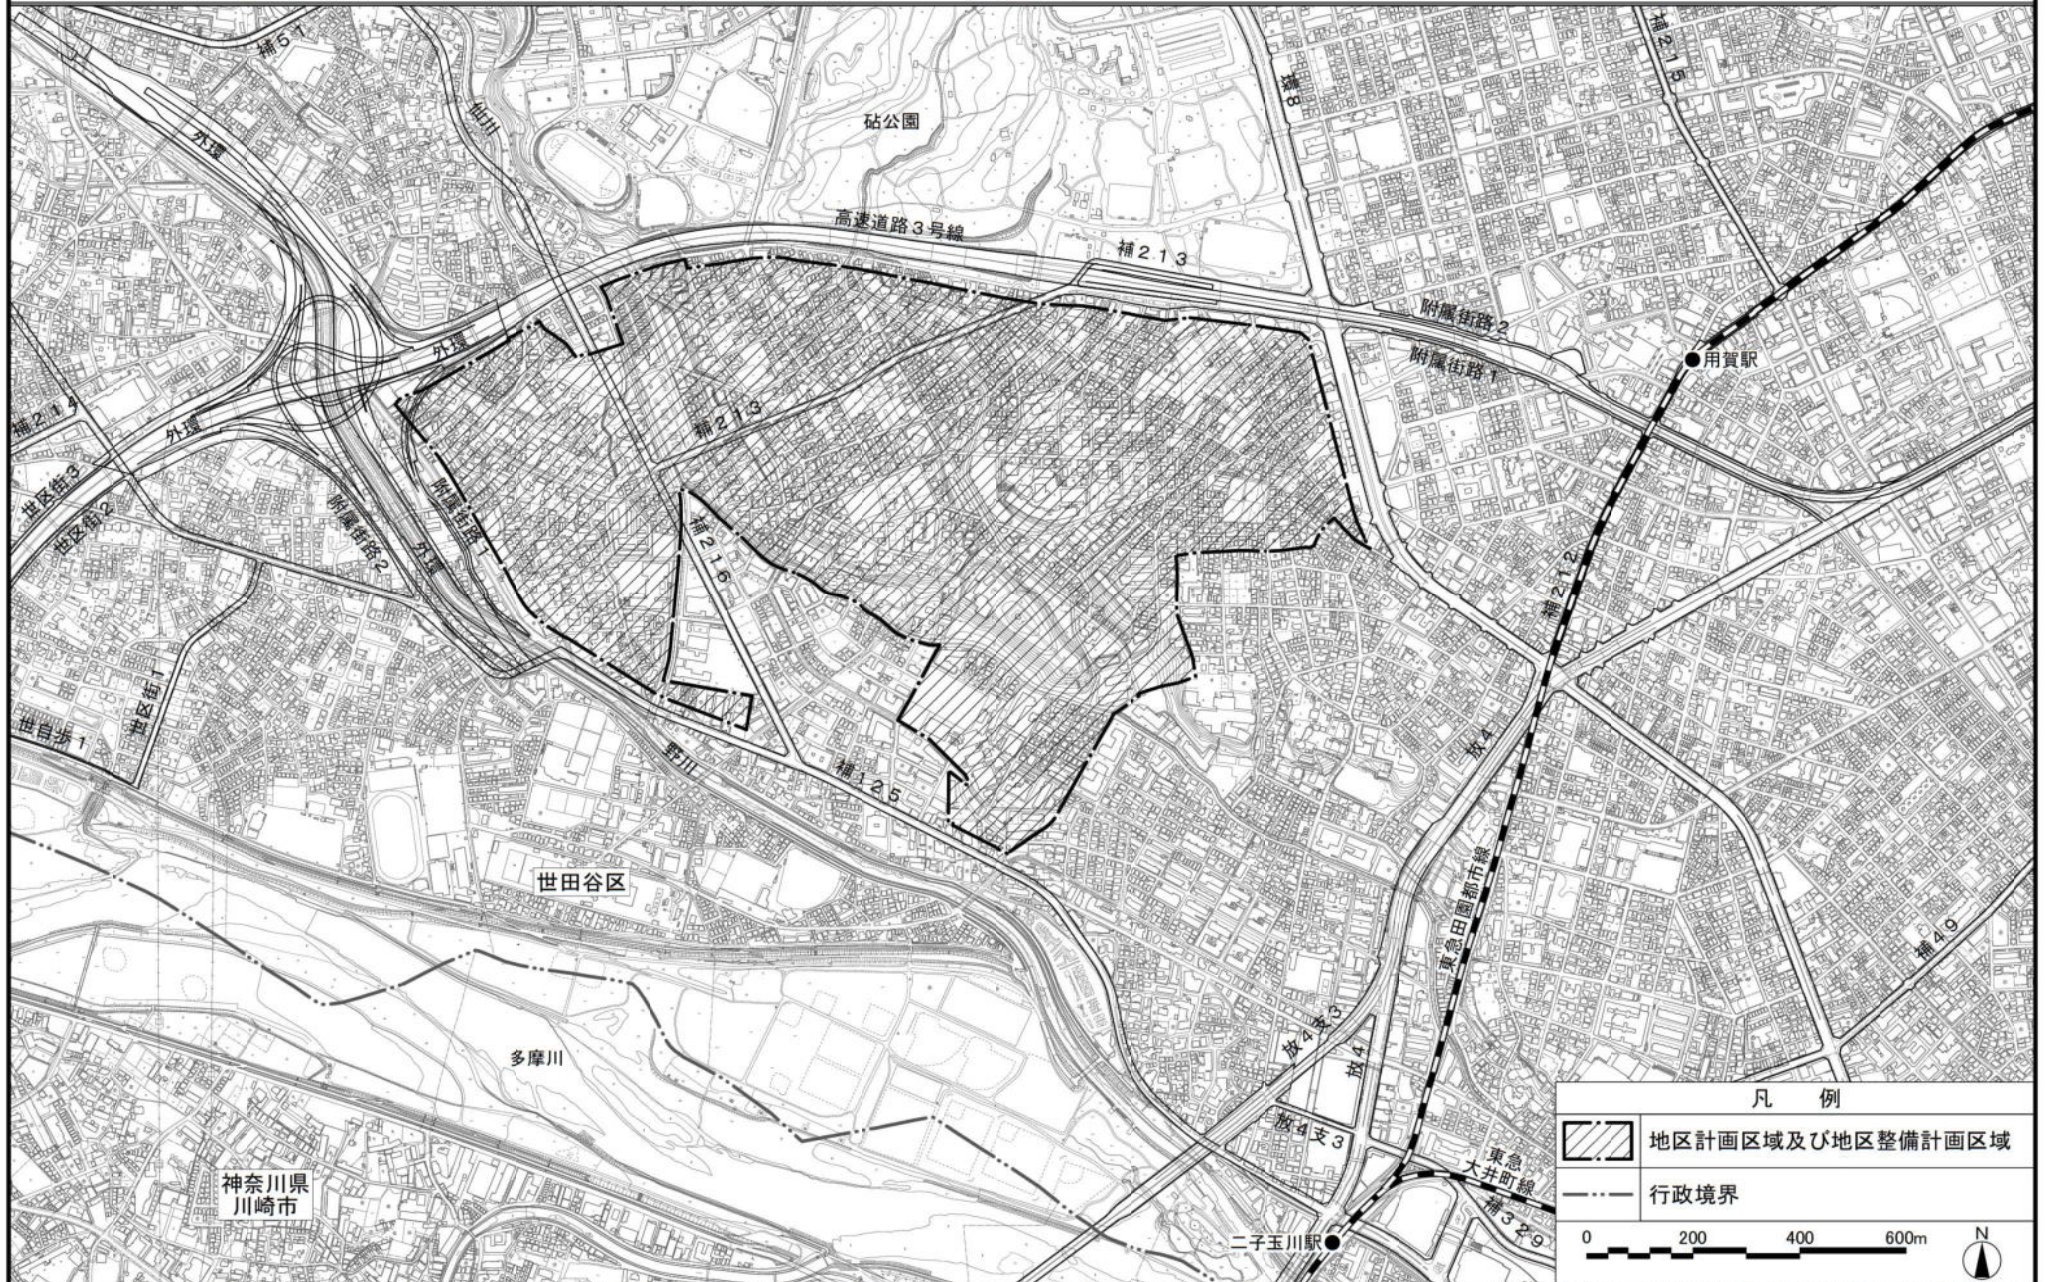 補51
仙川
外環
砧公園
環8
補215
高速道路3号線
補213
附属街路2
附属街路1
用賀駅
外環
補214
外環
補213
世区街3
世区街2
附属街路2
外環
附属街路1
補216
補212
世区街1
世自歩1
野川
補125
放4
世田谷区
東急田園都市線
補49
多摩川
放4支3
放4
放4支3
神奈川県
川崎市
東急
大井町線
補329
二子玉川駅
凡 例
地区計画区域及び地区整備計画区域
行政境界
0 200 400 600m
N